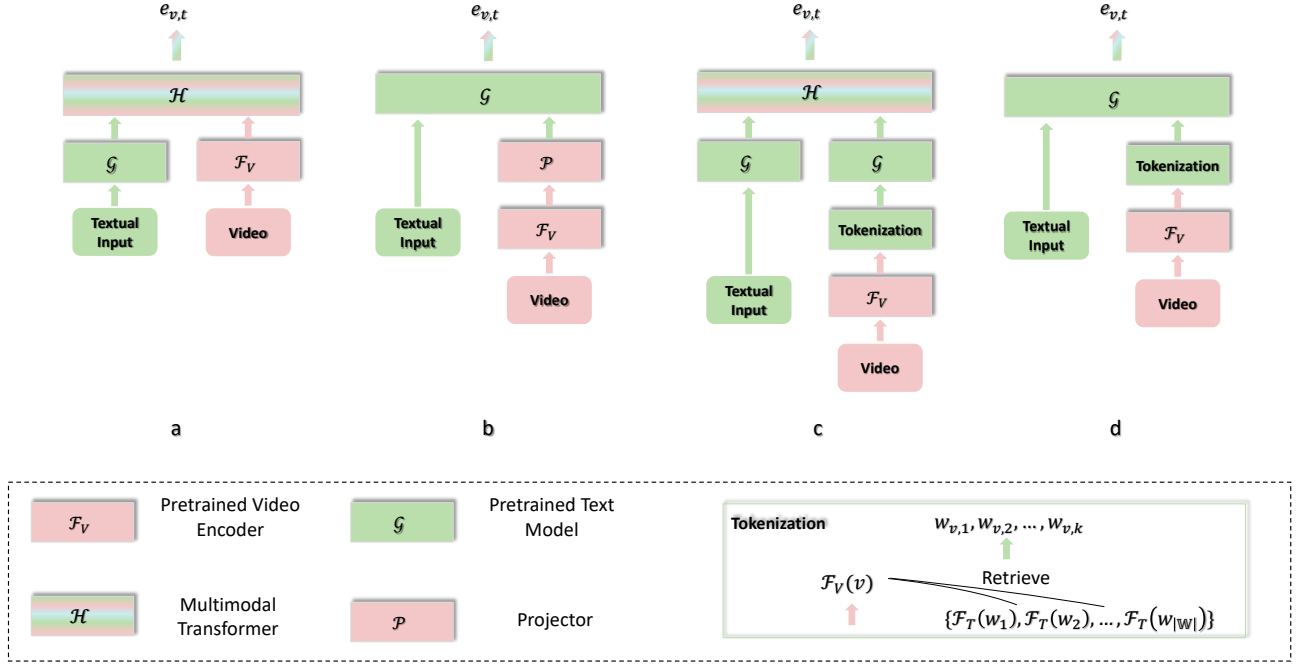 e_{v,t}
ℋ
𝒢
ℱ_V
Textual
Input
Video
a
e_{v,t}
𝒢
𝒫
ℱ_V
Textual
Input
Video
b
e_{v,t}
ℋ
𝒢
𝒢
Tokenization
ℱ_V
Textual
Input
Video
c
e_{v,t}
𝒢
Tokenization
ℱ_V
Textual
Input
Video
d
ℱ_V
Pretrained Video
Encoder
𝒢
Pretrained Text
Model
ℋ
Multimodal
Transformer
𝒫
Projector
Tokenization
w_{v,1}, w_{v,2}, ..., w_{v,k}
Retrieve
ℱ_V(v)
{ℱ_T(w_1), ℱ_T(w_2), ..., ℱ_T(w_{|𝕎|})}